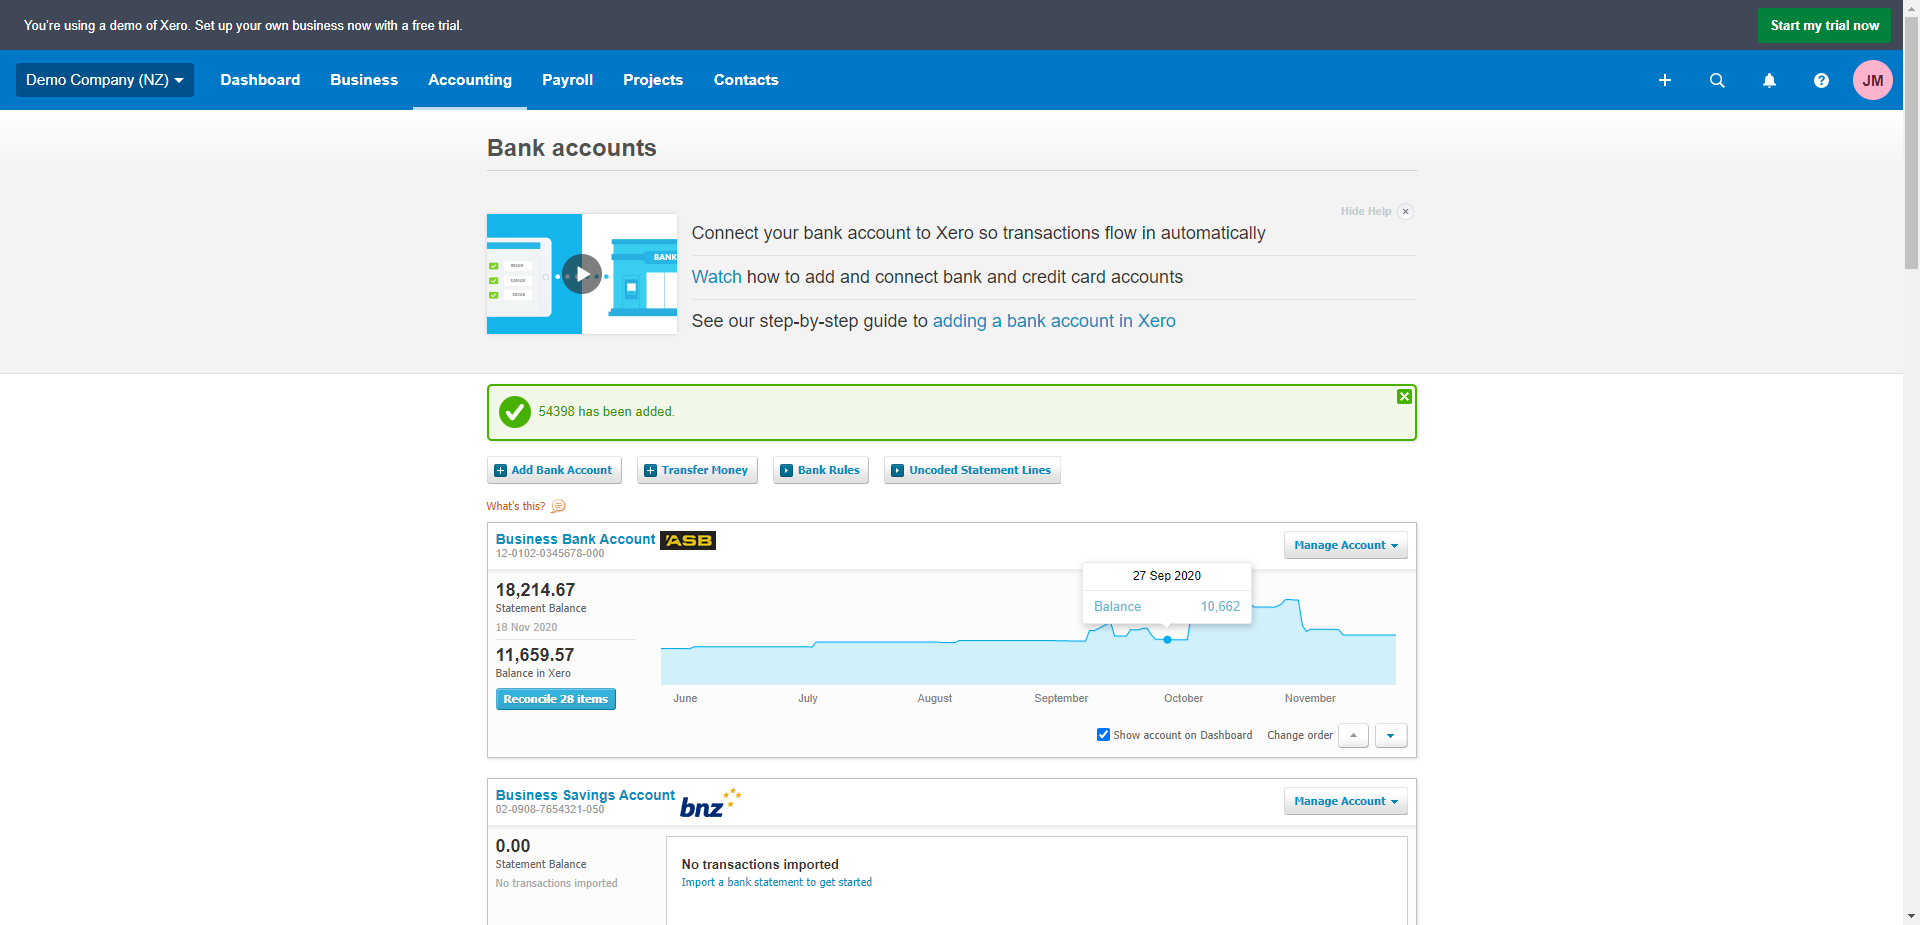 You're using a demo of Xero. Set up your own business now with a free trial.
Start my trial now
Demo Company (NZ)
Dashboard
Business
Accounting
Payroll
Projects
Contacts
JM
Bank accounts
Hide Help
BANK
Connect your bank account to Xero so transactions flow in automatically
Watch how to add and connect bank and credit card accounts
See our step-by-step guide to adding a bank account in Xero
54398 has been added.
Add Bank Account
Transfer Money
Bank Rules
Uncoded Statement Lines
What's this?
Business Bank Account ASB
12-0102-0345678-000
Manage Account
18,214.67
Statement Balance
18 Nov 2020
11,659.57
Balance in Xero
Reconcile 28 items
27 Sep 2020
Balance 10,662
June July August September October November
Show account on Dashboard
Change order
Business Savings Account bnz
02-0908-7654321-050
Manage Account
0.00
Statement Balance
No transactions imported
No transactions imported
Import a bank statement to get started